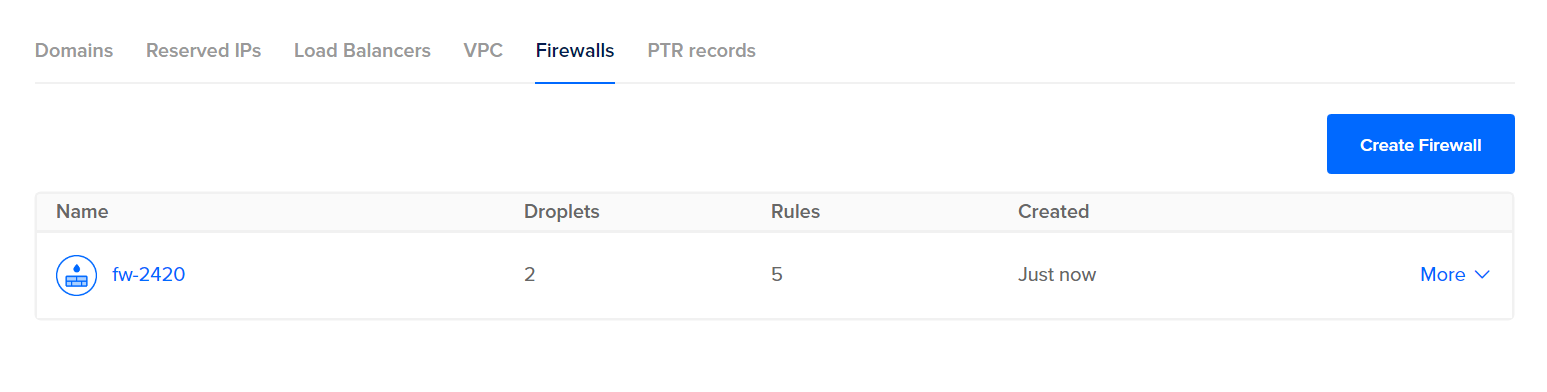 Domains Reserved IPs Load Balancers VPC Firewalls PTR records
Create Firewall
Name Droplets Rules Created
fw-2420 2 5 Just now More